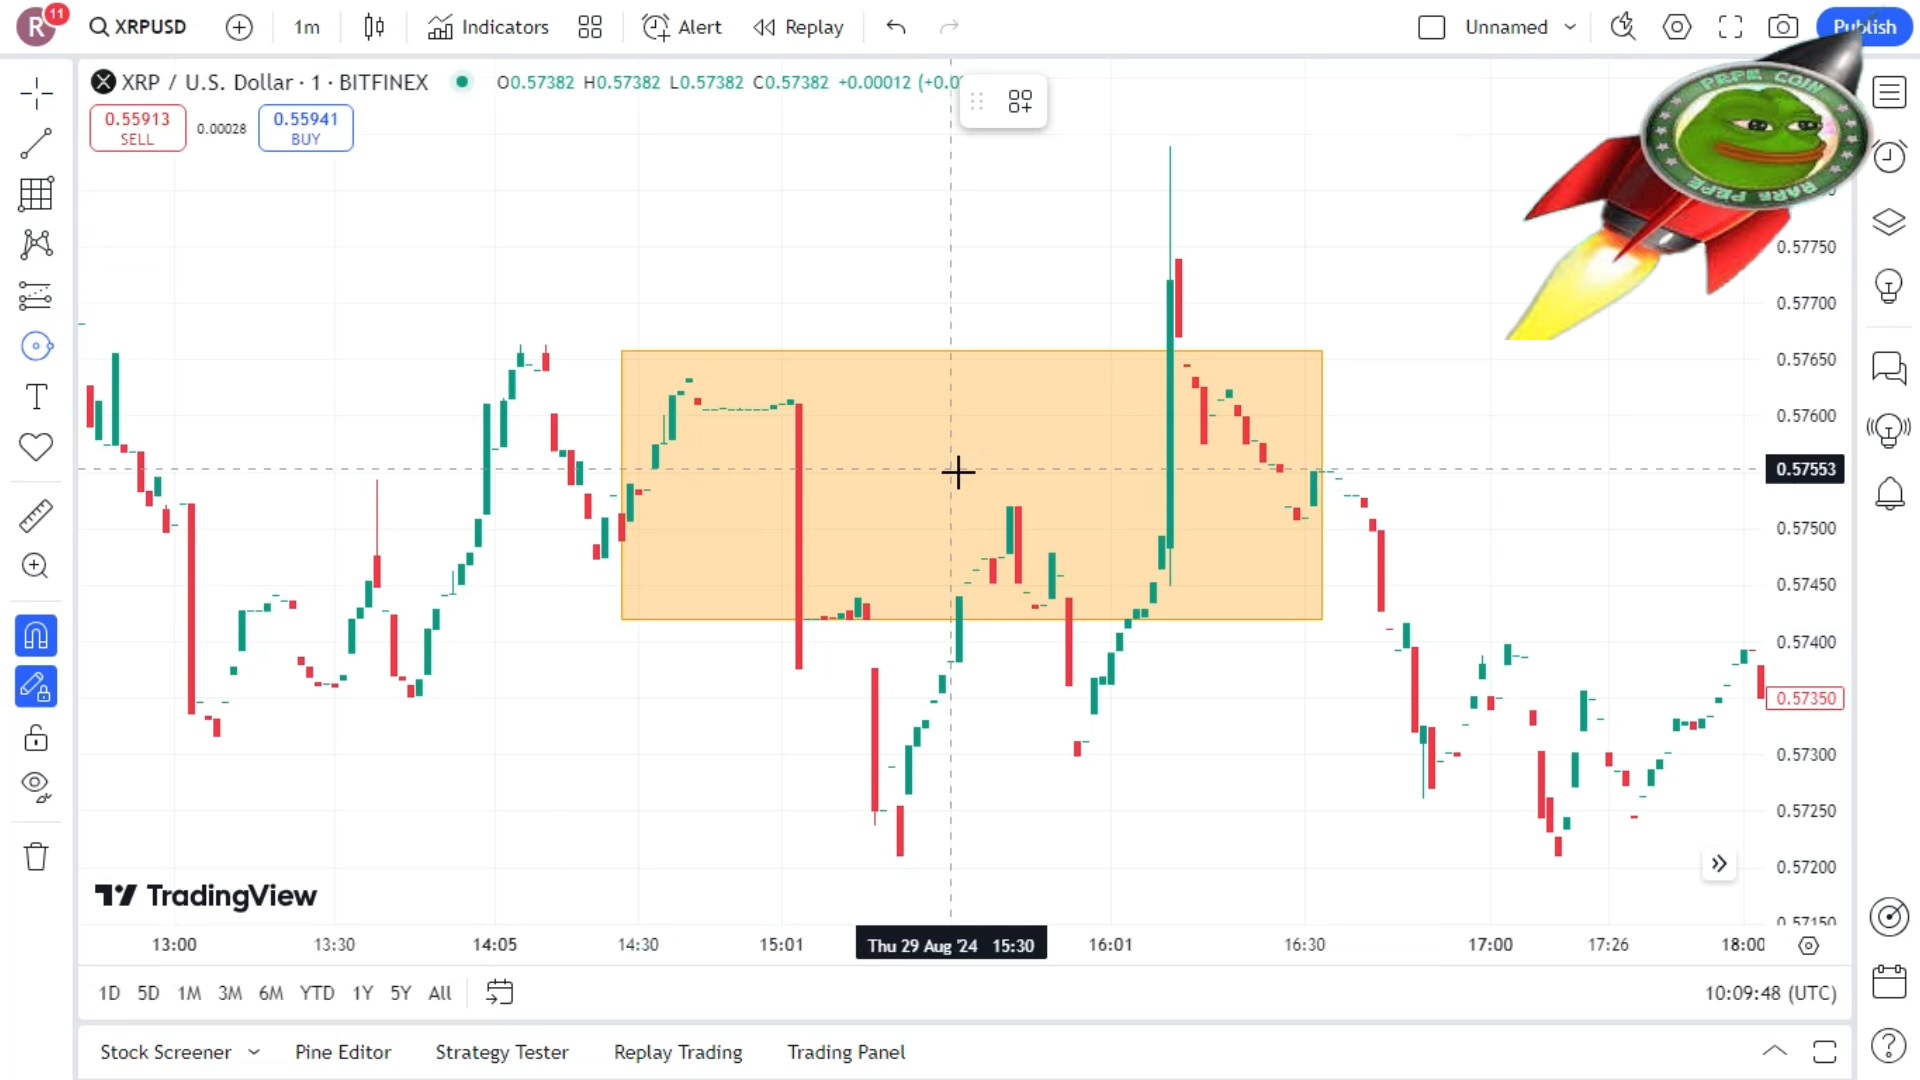 R 11 XRPUSD 1m Indicators Alert Replay Unnamed Publish
XRP / U.S. Dollar · 1 · BITFINEX O0.57382 H0.57382 L0.57382 C0.57382 +0.00012
0.55913 SELL 0.00028 0.55941 BUY
PEPE COIN
RARE PEPE
T
0.57750
0.57700
0.57650
0.57600
0.57553
0.57500
0.57450
0.57400
0.57350
0.57300
0.57250
0.57200
0.57150
TradingView
13:00 13:30 14:05 14:30 15:01 Thu 29 Aug '24 15:30 16:01 16:30 17:00 17:26 18:00
1D 5D 1M 3M 6M YTD 1Y 5Y All 10:09:48 (UTC)
Stock Screener Pine Editor Strategy Tester Replay Trading Trading Panel